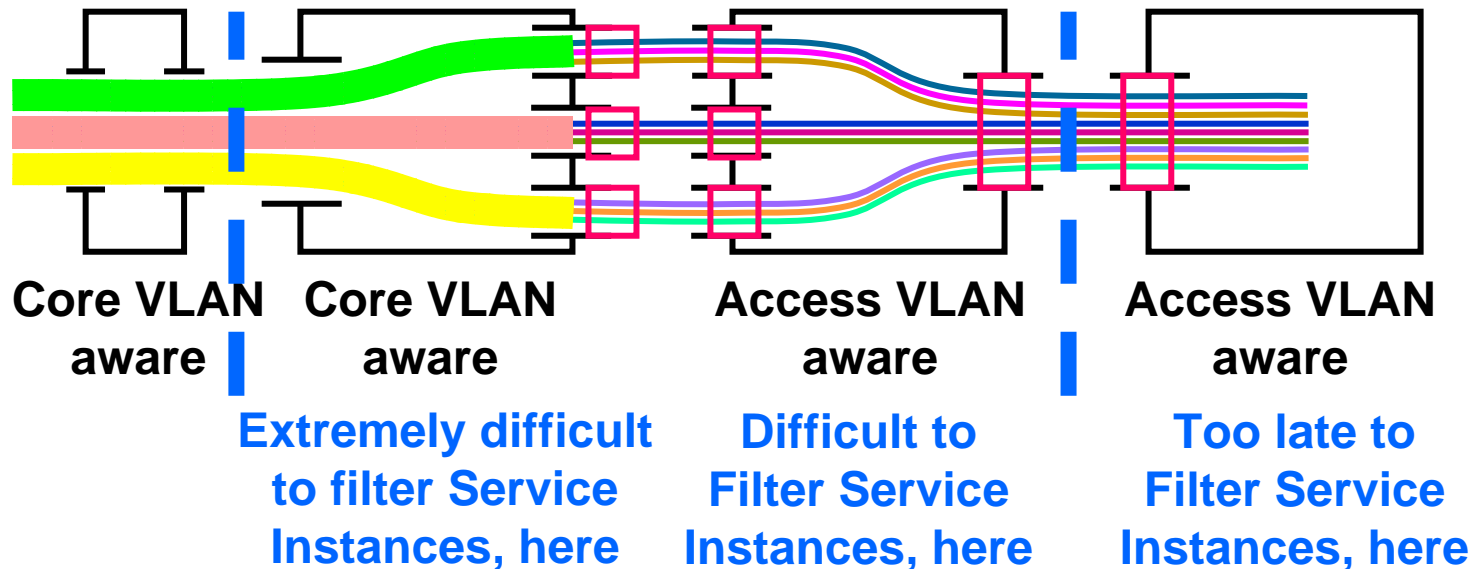 Core VLAN
aware
Core VLAN
aware
Access VLAN
aware
Access VLAN
aware
Extremely difficult
to filter Service
Instances, here
Difficult to
Filter Service
Instances, here
Too late to
Filter Service
Instances, here